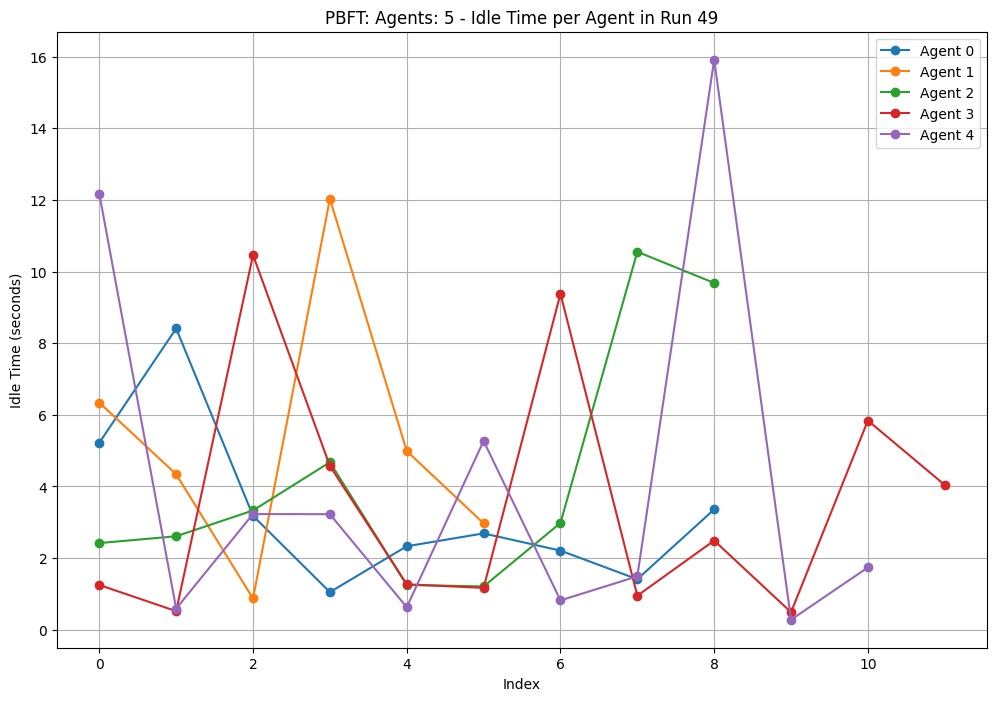 PBFT: Agents: 5 - Idle Time per Agent in Run 49
Agent 0
Agent 1
Agent 2
Agent 3
Agent 4
Idle Time (seconds)
16
14
12
10
8
6
4
2
0
0 2 4 6 8 10
Index